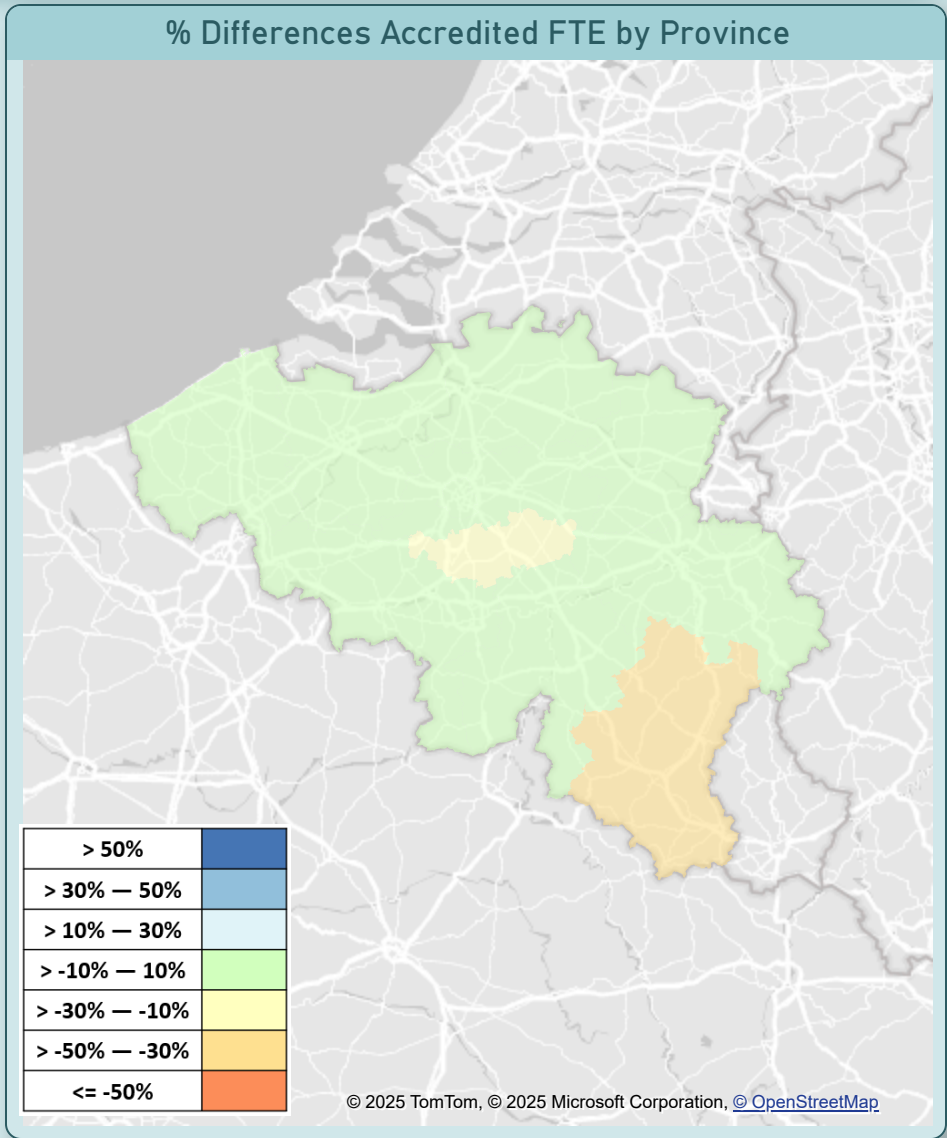 % Differences Accredited FTE by Province
> 50%
> 30% — 50%
> 10% — 30%
> -10% — 10%
> -30% — -10%
> -50% — -30%
<= -50%
© 2025 TomTom, © 2025 Microsoft Corporation, © OpenStreetMap